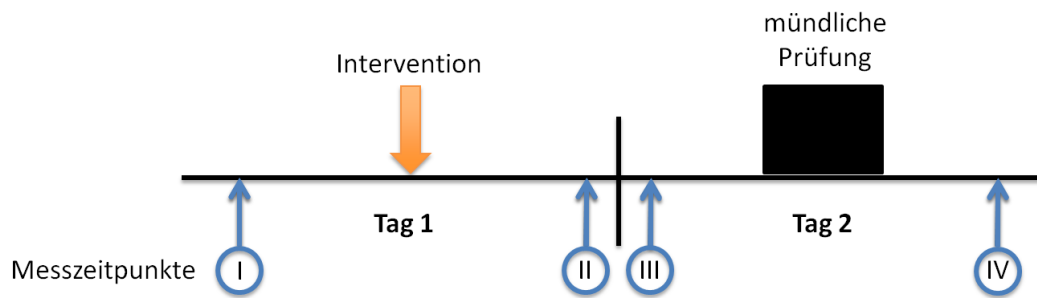 mündliche
Prüfung
Intervention
Tag 1
Tag 2
Messzeitpunkte I II III IV